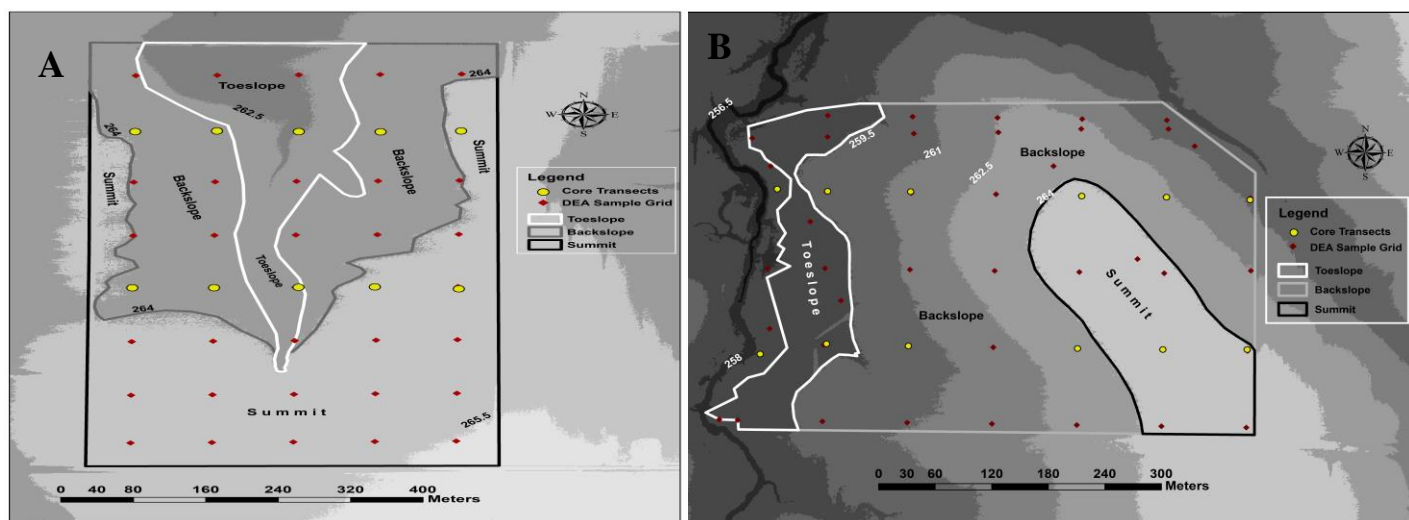 A
Toeslope
262.5
264
264
Summit
Backslope
Backslope
Summit
Toeslope
264
Summit
265.5
N
W E
S
Legend
Core Transects
DEA Sample Grid
Toeslope
Backslope
Summit
0 40 80 160 240 320 400
Meters
B
256.5
259.5
261
262.5
Backslope
264
Toeslope
Summit
Backslope
258
N
W E
S
Legend
Core Transects
DEA Sample Grid
Toeslope
Backslope
Summit
0 30 60 120 180 240 300
Meters